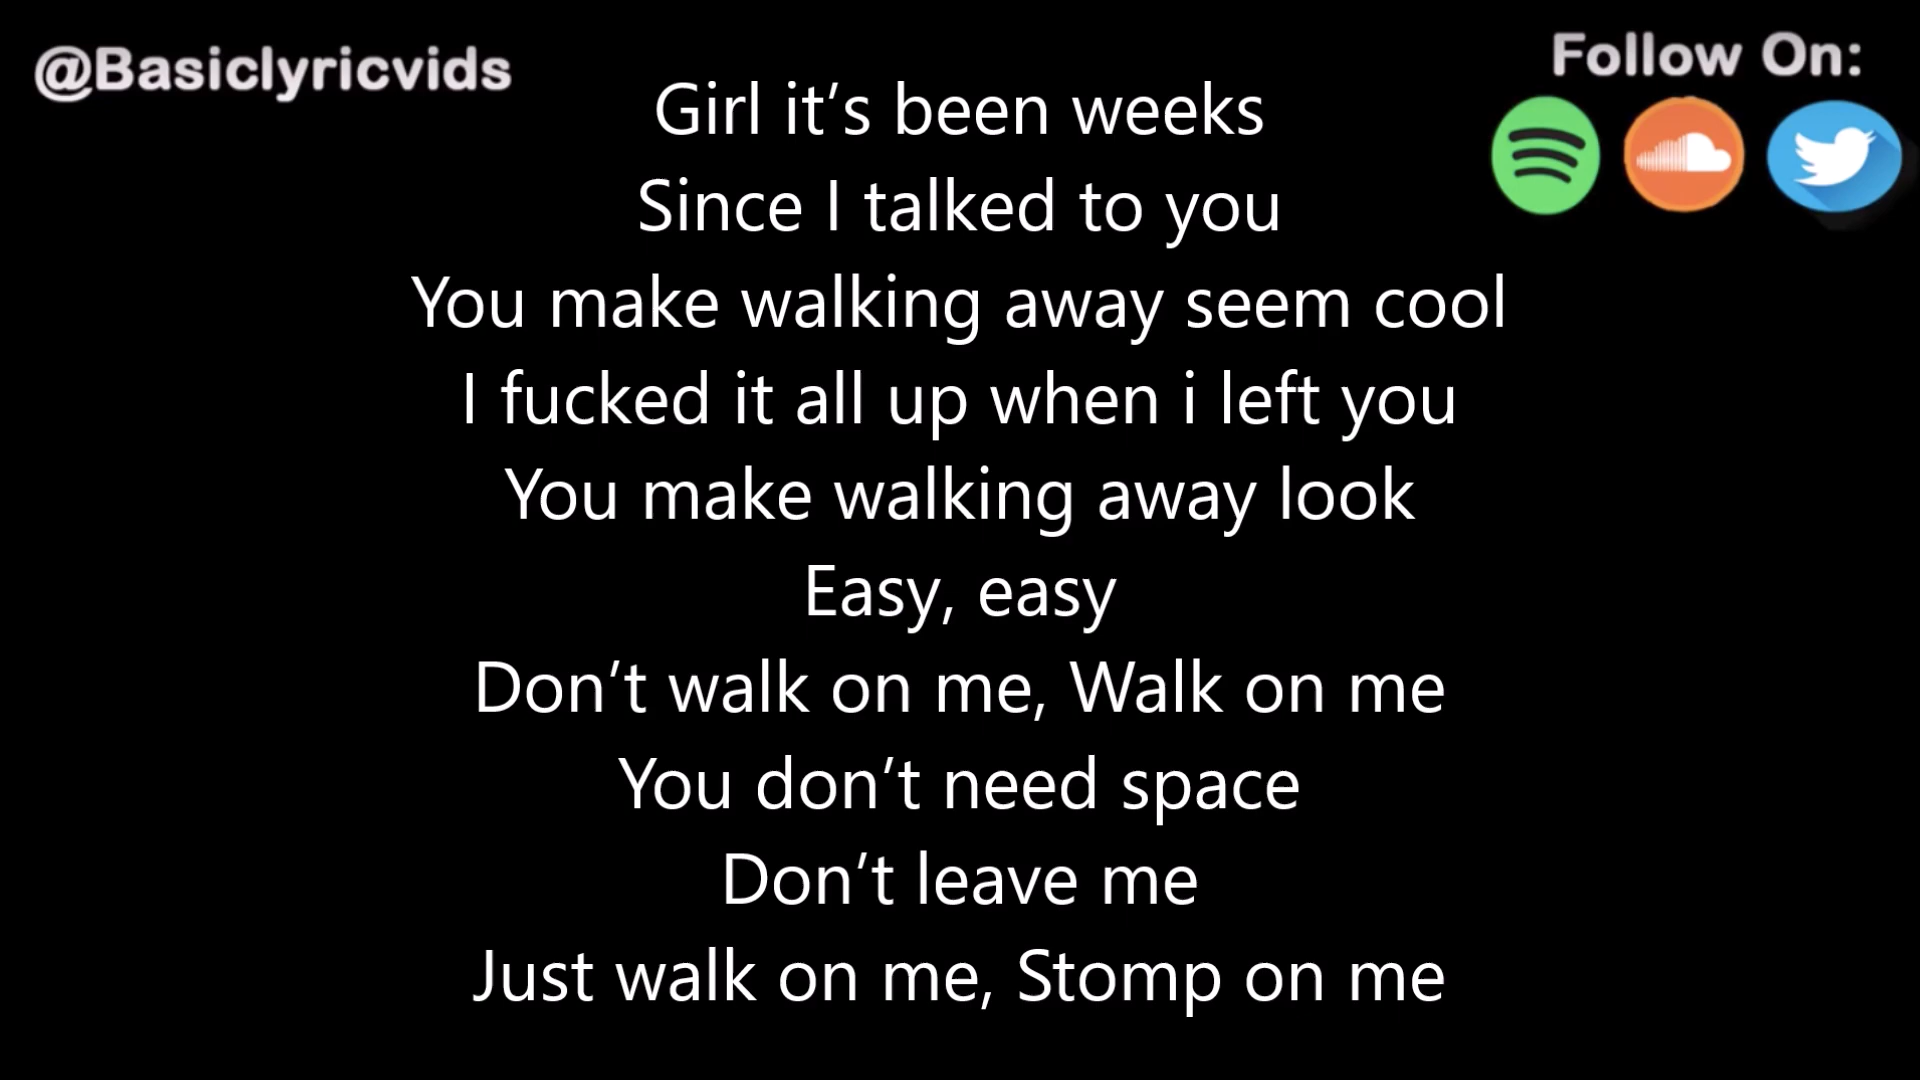 @Basiclyricvids
Follow On:
Girl it’s been weeks
Since I talked to you
You make walking away seem cool
I fucked it all up when i left you
You make walking away look
Easy, easy
Don’t walk on me, Walk on me
You don’t need space
Don’t leave me
Just walk on me, Stomp on me